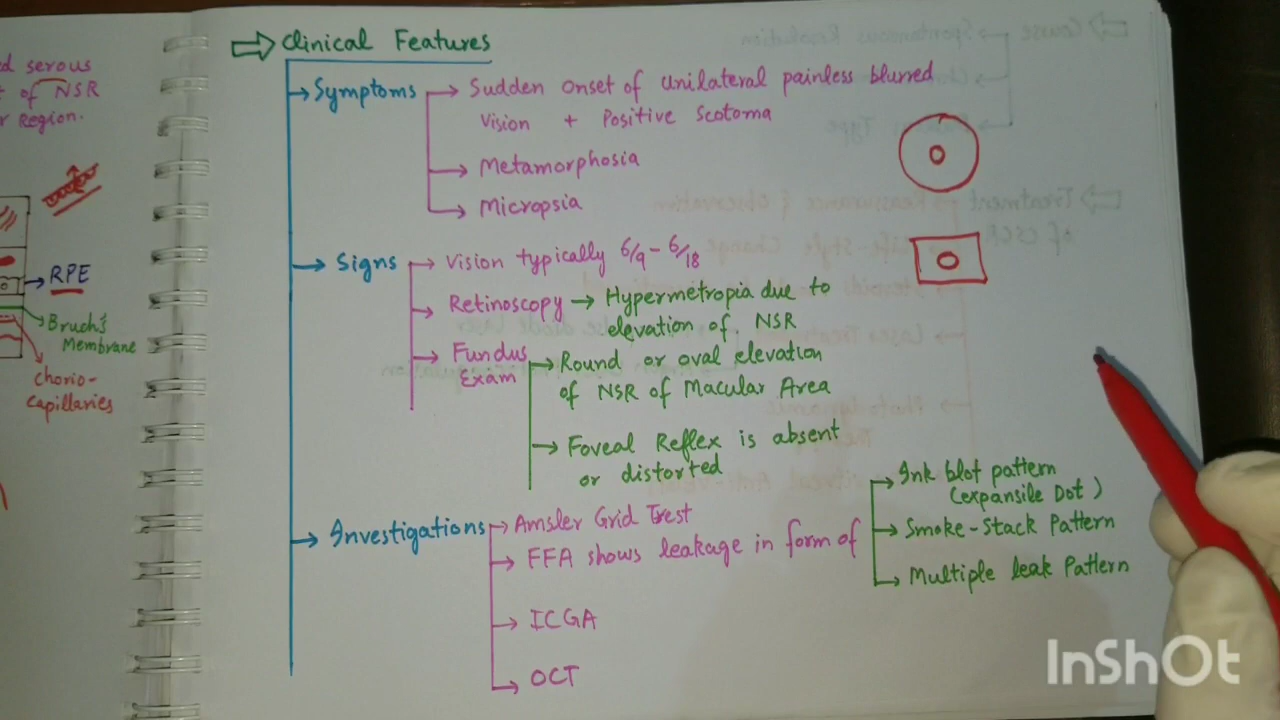 d serous
t of NSR
r Region.
RPE
Bruch's
Membrane
Chorio-
Capillaries
⇒ Clinical Features
→ Symptoms → Sudden onset of unilateral painless blurred
Vision + Positive Scotoma
→ Metamorphosia
→ Micropsia
→ Signs → Vision typically 6/9 - 6/18
→ Retinoscopy → Hypermetropia due to
elevation of NSR
→ Fundus Exam → Round or oval elevation
of NSR of Macular Area
→ Foveal Reflex is absent
or distorted
→ Investigations → Amsler Grid Trest
→ FFA shows leakage in form of → Ink blot pattern
(expansile Dot)
→ Smoke-Stack Pattern
→ Multiple leak Pattern
→ ICGA
→ OCT
InShOt